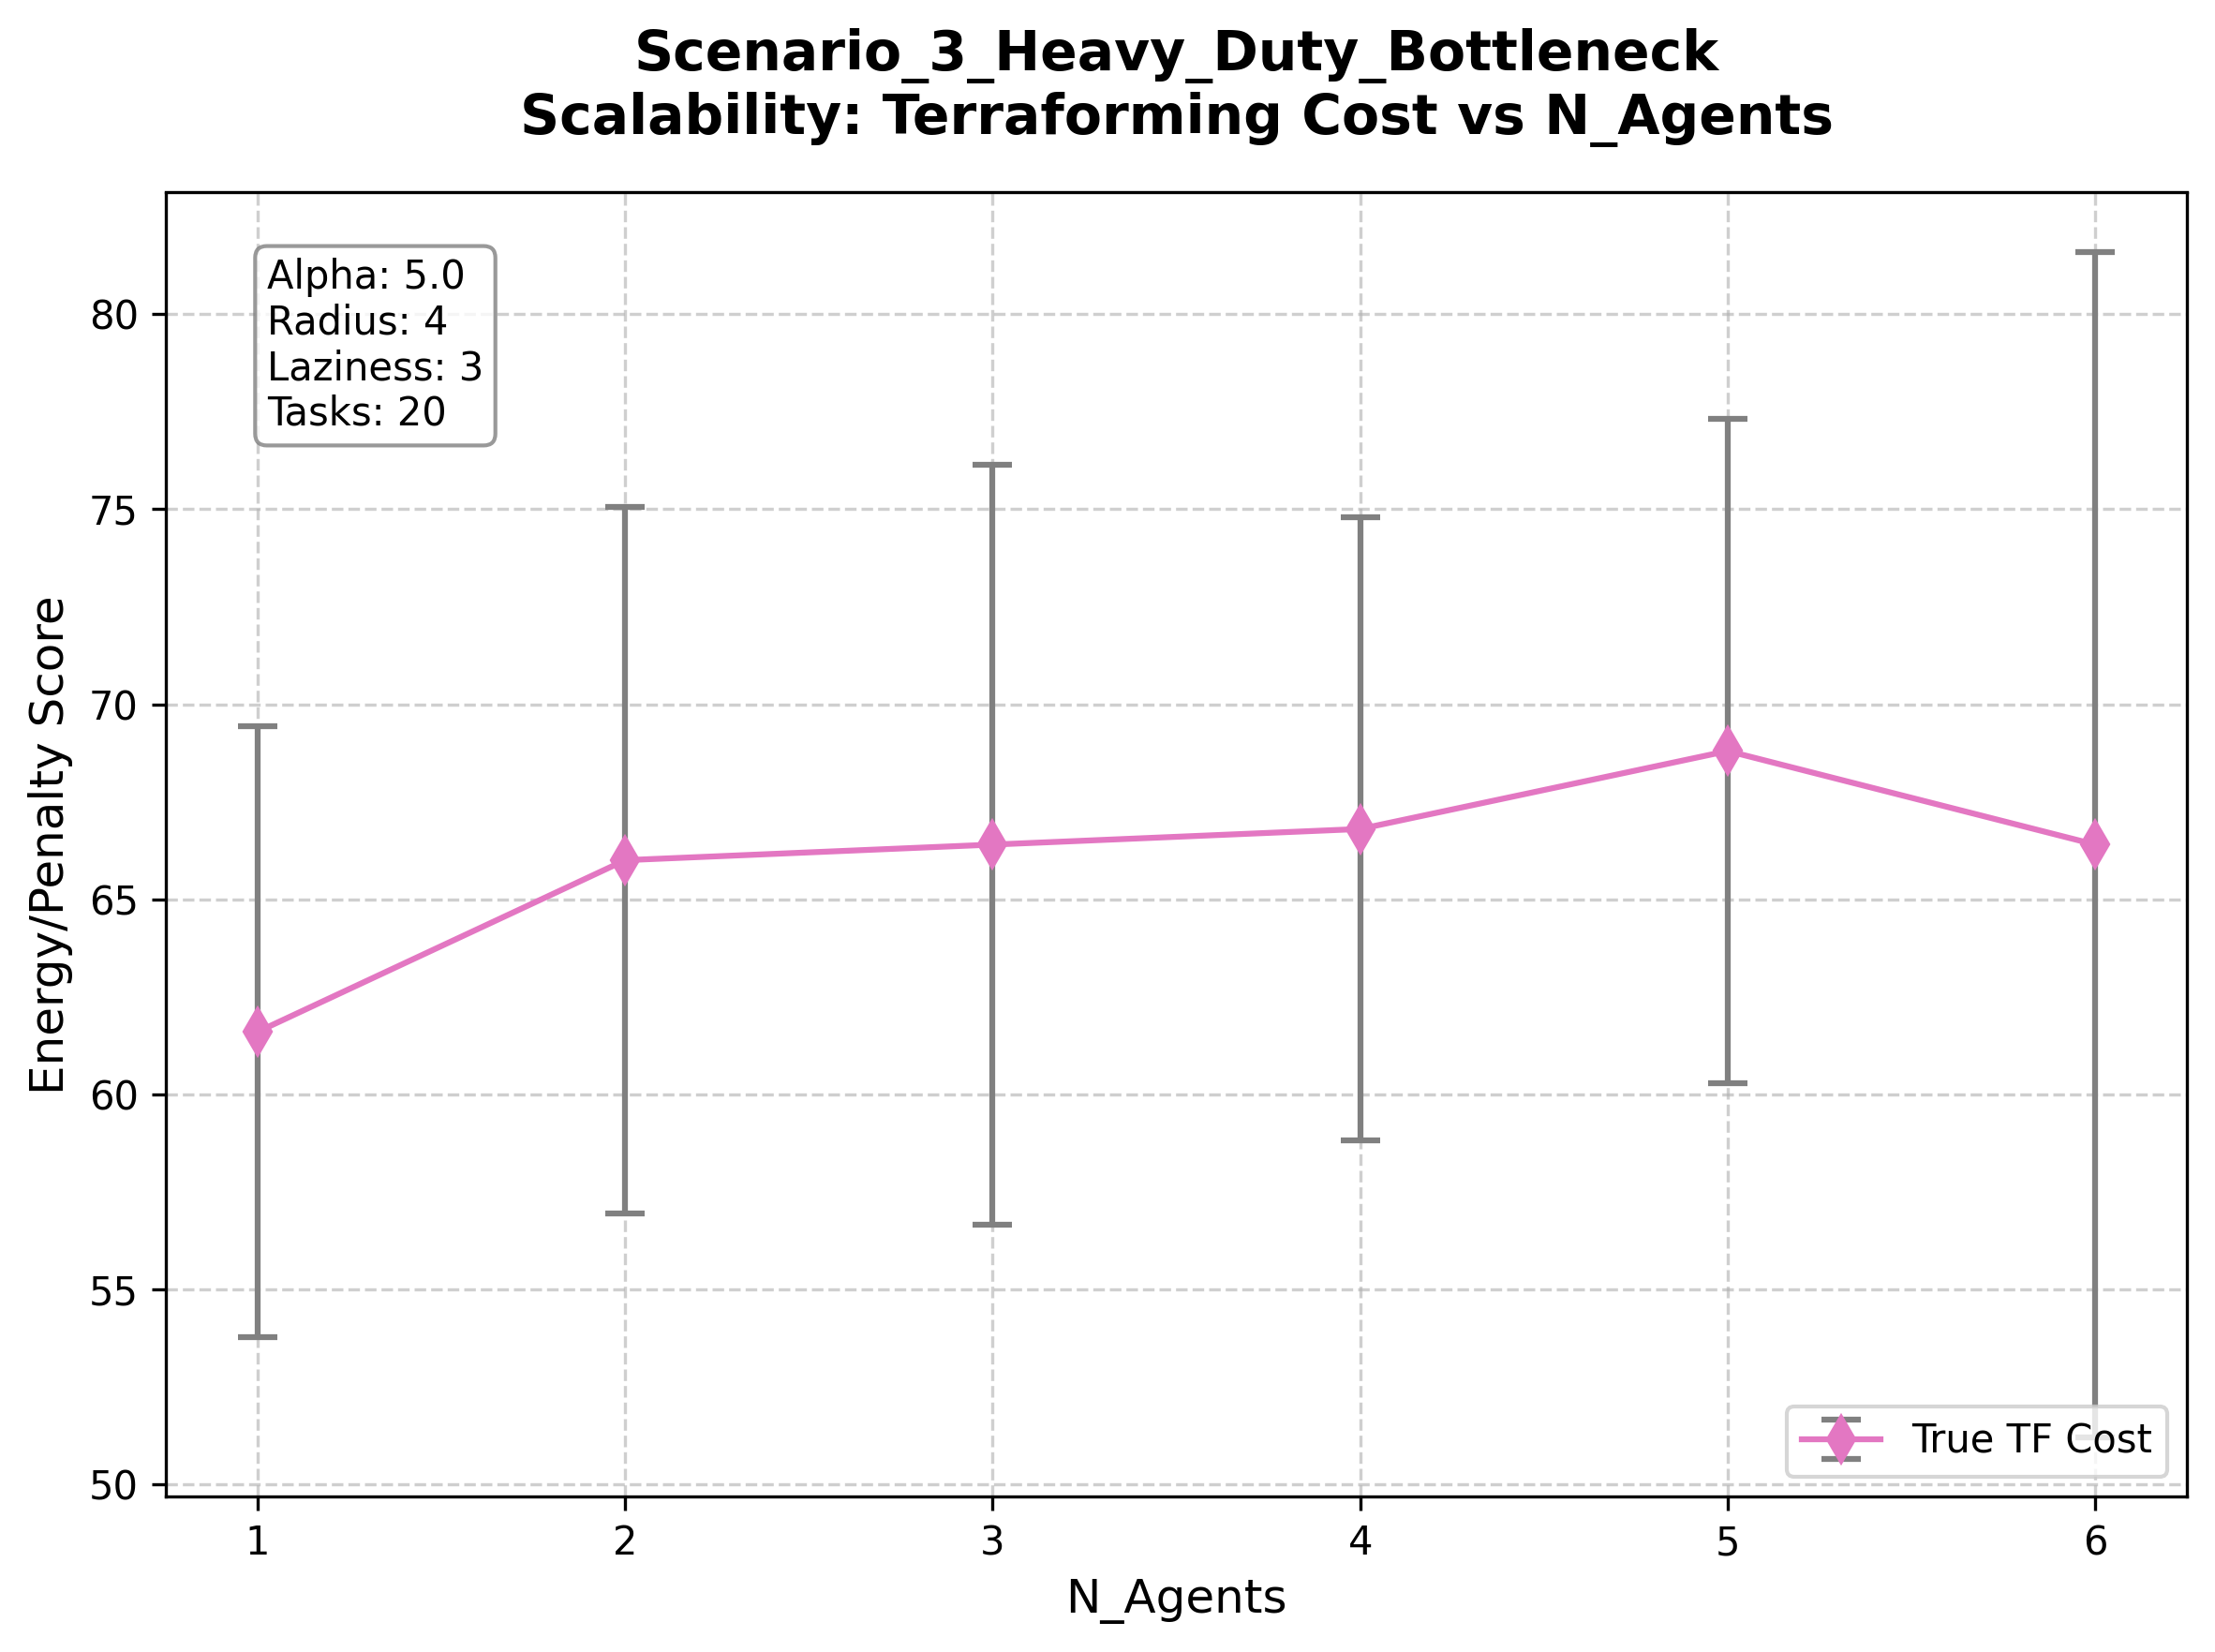 Scenario_3_Heavy_Duty_Bottleneck
Scalability: Terraforming Cost vs N_Agents
Alpha: 5.0
Radius: 4
Laziness: 3
Tasks: 20
Energy/Penalty Score
80
75
70
65
60
55
50
True TF Cost
1 2 3 4 5 6
N_Agents